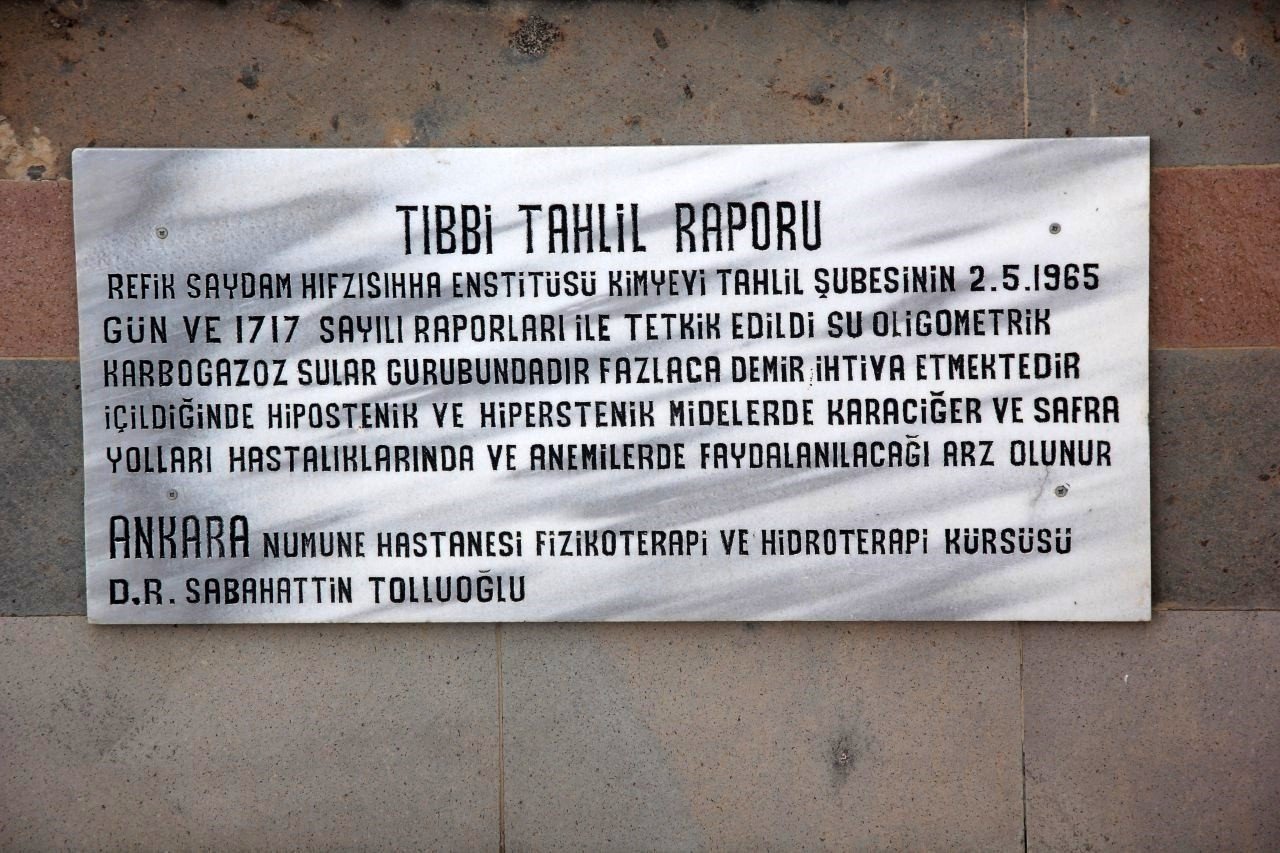 TIBBİ TAHLİL RAPORU
REFİK SAYDAM HIFZISIHHA ENSTİTÜSÜ KİMYEVİ TAHLİL ŞUBESİNİN 2.5.1965
GÜN VE 1717 SAYILI RAPORLARI İLE TETKİK EDİLDİ SU OLİGOMETRİK
KARBOGAZOZ SULAR GURUBUNDADIR FAZLACA DEMİR İHTİVA ETMEKTEDİR
İÇİLDİĞİNDE HİPOSTENİK VE HİPERSTENİK MİDELERDE KARACİĞER VE SAFRA
YOLLARI HASTALIKLARINDA VE ANEMİLERDE FAYDALANILACAĞI ARZ OLUNUR
ANKARA NUMUNE HASTANESİ FİZİKOTERAPİ VE HİDROTERAPİ KÜRSÜSÜ
D.R. SABAHATTİN TOLLUOĞLU